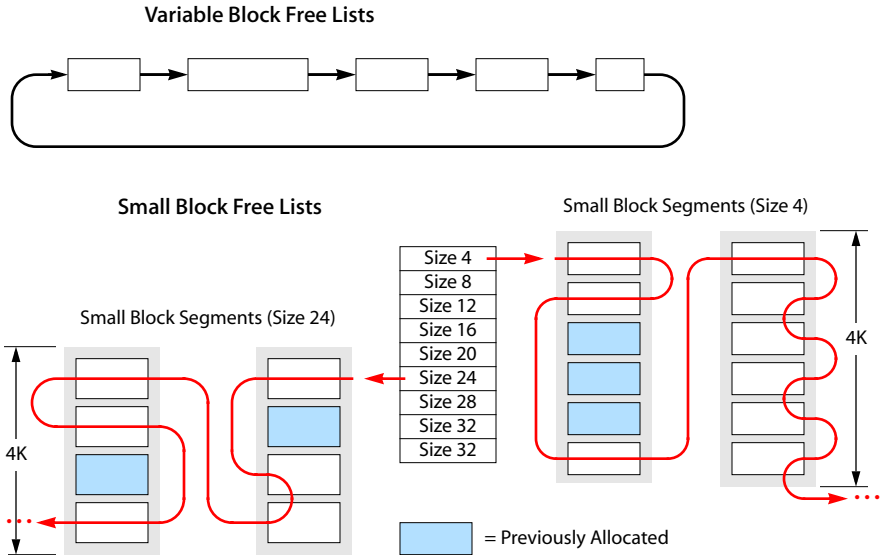 Variable Block Free Lists
Small Block Free Lists
Small Block Segments (Size 4)
Size 4
Size 8
Size 12
Size 16
Size 20
Size 24
Size 28
Size 32
Size 32
4K
Small Block Segments (Size 24)
4K
= Previously Allocated